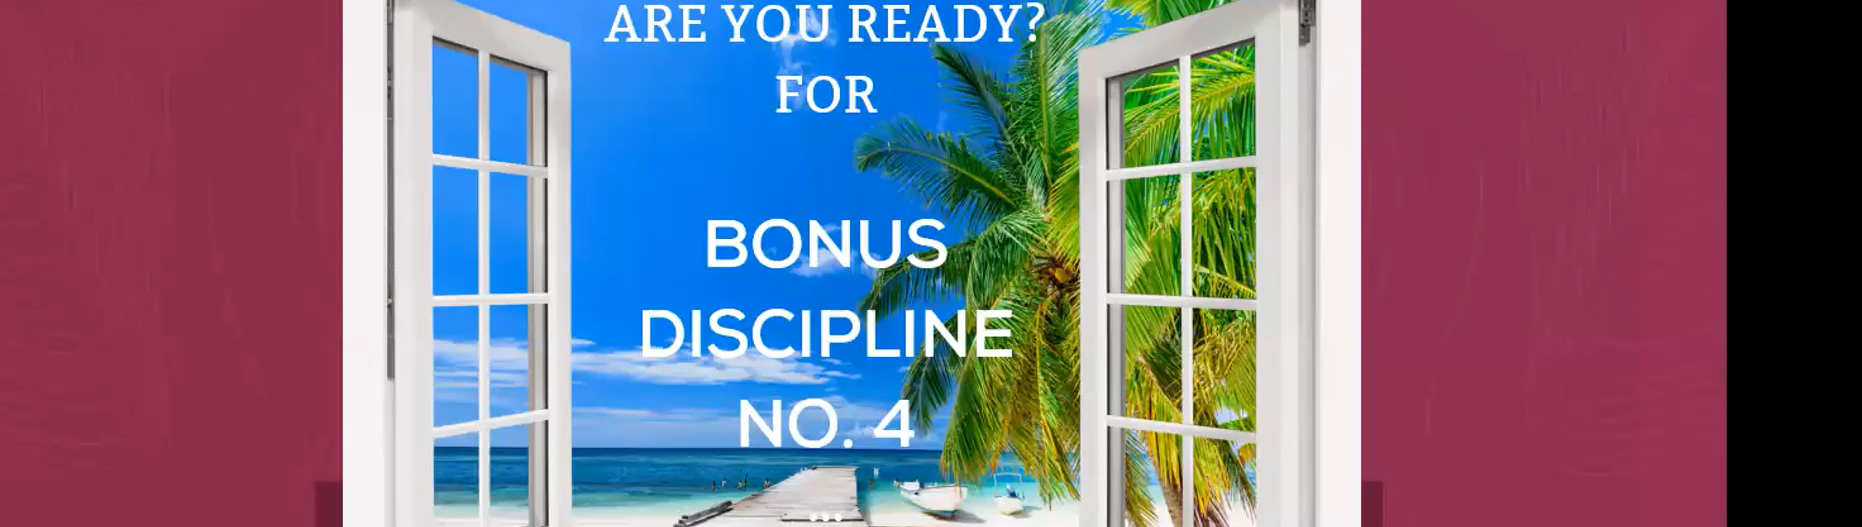 ARE YOU READY?
FOR
BONUS
DISCIPLINE
NO. 4